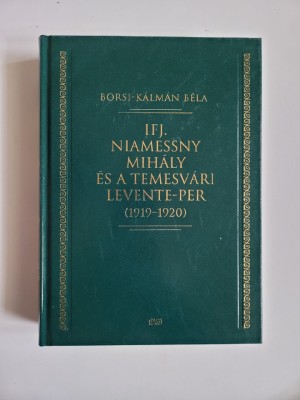 BORSI-KÁLMÁN BÉLA
IFJ.
NIAMESSNY
MIHÁLY
ÉS A TEMESVÁRI
LEVENTE-PER
(1919–1920)